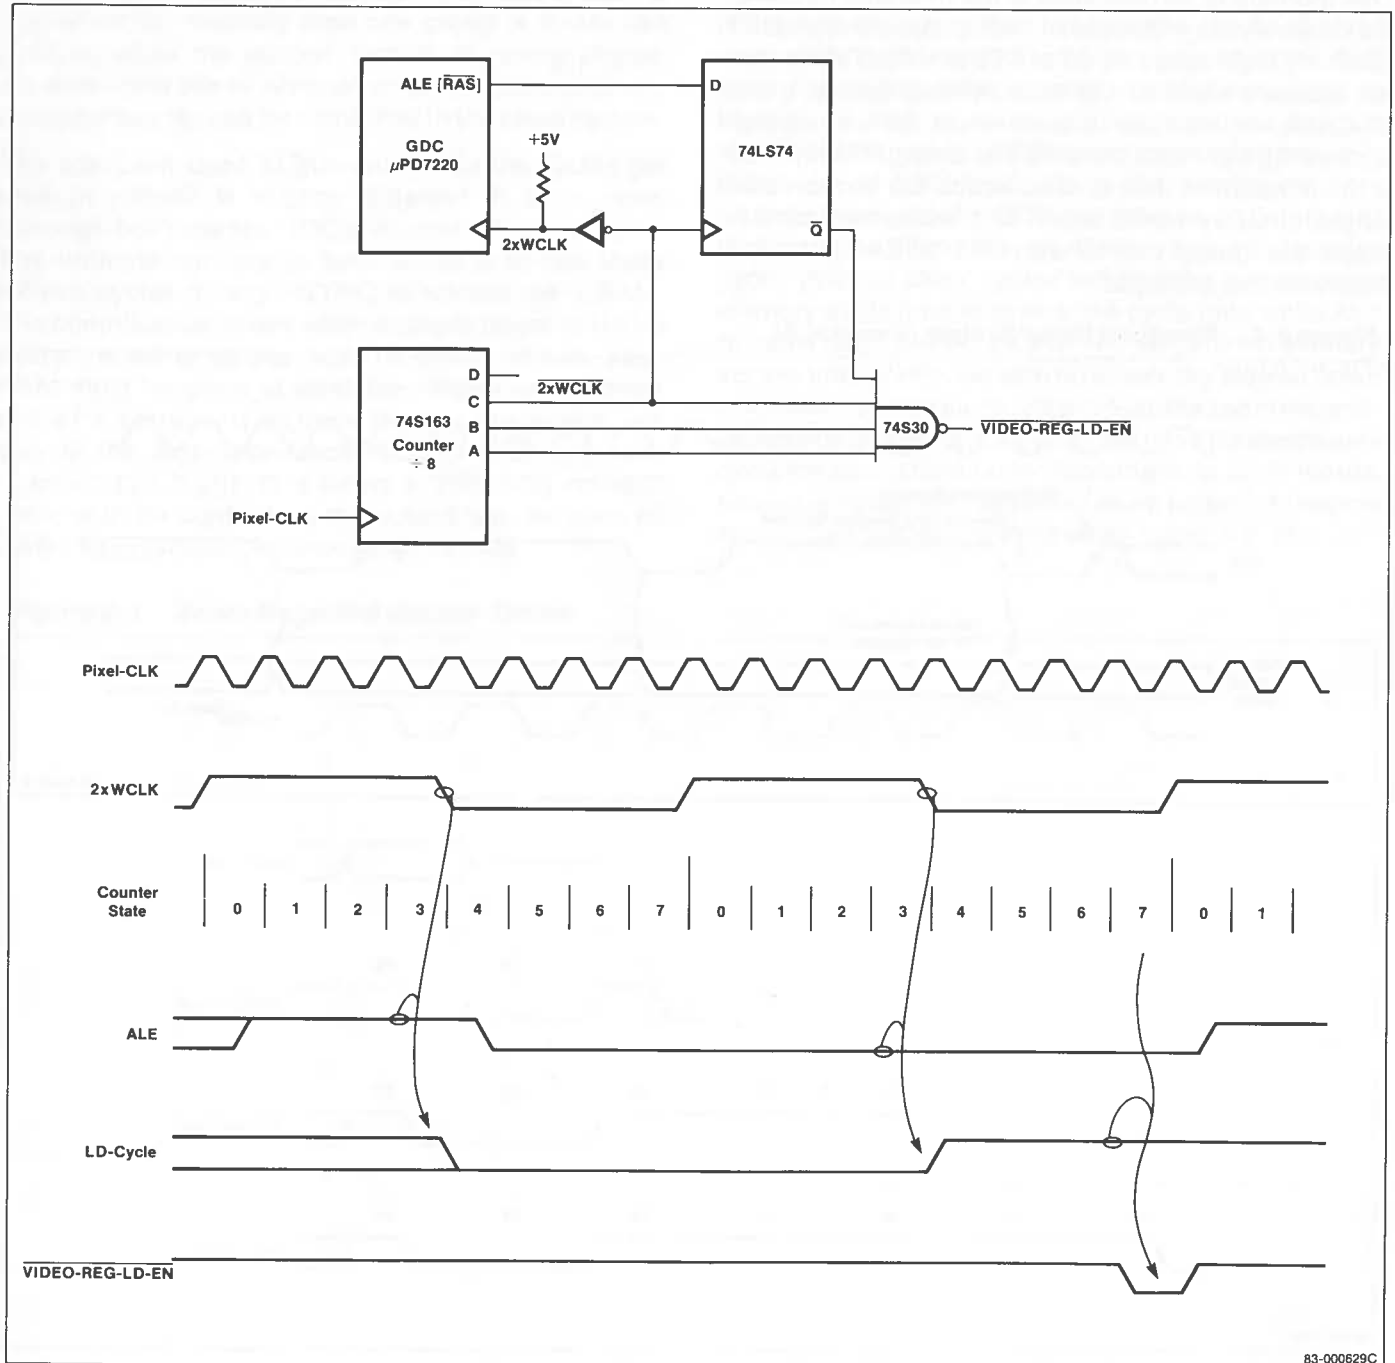 ALE [RAS]
GDC
µPD7220
+5V
2xWCLK
D
74LS74
Q
D
C
B
A
2xWCLK
74S163
Counter
÷ 8
Pixel-CLK
74S30
VIDEO-REG-LD-EN
Pixel-CLK
2xWCLK
Counter
State
0 1 2 3 4 5 6 7 0 1 2 3 4 5 6 7 0 1
ALE
LD-Cycle
VIDEO-REG-LD-EN
83-000629C